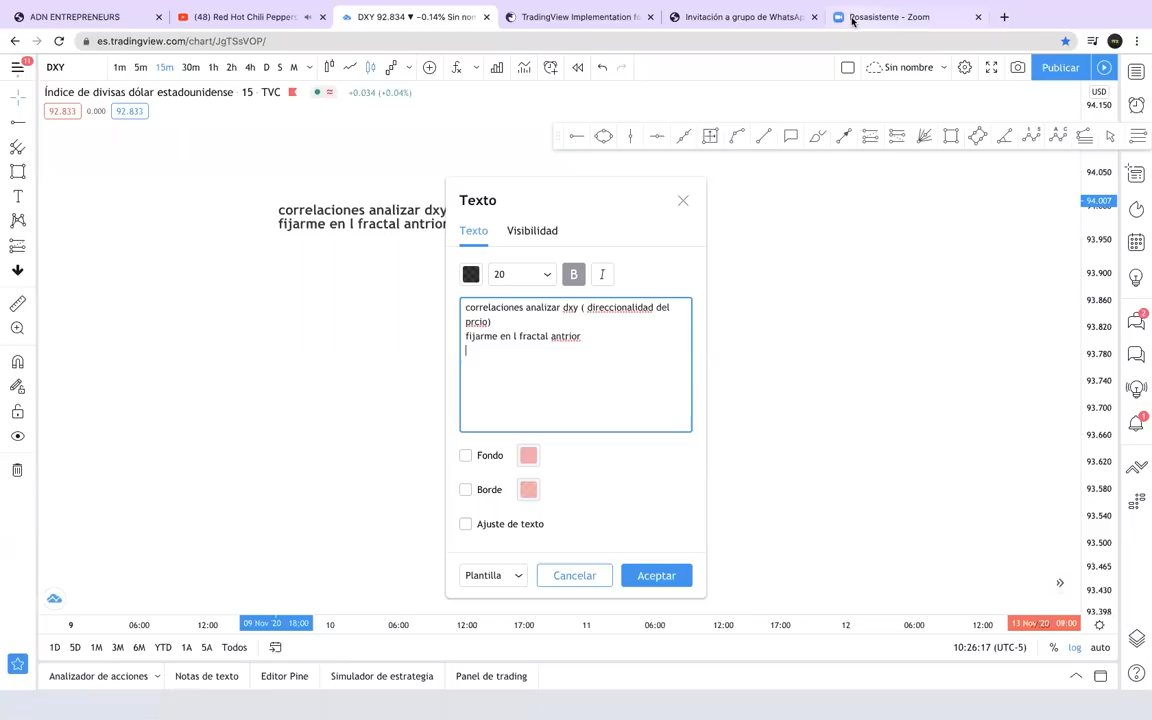 ADN ENTREPRENEURS
(48) Red Hot Chili Peppers
ADN
DXY 92.834 ▼ −0.14% Sin nom
TradingView Implementation fo
Invitación a grupo de WhatsAp
Posasistente - Zoom
es.tradingview.com/chart/JgTSsVOP/
11
DXY
1m 5m 15m 30m 1h 2h 4h D S M
Sin nombre
Publicar
Índice de divisas dólar estadounidense · 15 · TVC
+0.034 (+0.04%)
92.833
0.000
92.833
USD
94.150
94.050
94.007
93.950
93.900
93.860
93.820
93.780
93.740
93.700
93.660
93.620
93.580
93.540
93.500
93.465
93.430
93.398
correlaciones analizar dxy
fijarme en l fractal antrior
Texto
Texto
Visibilidad
20
B
I
correlaciones analizar dxy ( direccionalidad del
prcio)
fijarme en l fractal antrior
Fondo
Borde
Ajuste de texto
Plantilla
Cancelar
Aceptar
2
1
9 06:00 12:00 09 Nov '20 18:00 10 06:00 12:00 17:00 11 06:00 12:00 17:00 12 06:00 12:00 13 Nov '20 09:00
1D 5D 1M 3M 6M YTD 1A 5A Todos
10:26:17 (UTC-5)
% log auto
Analizador de acciones
Notas de texto
Editor Pine
Simulador de estrategia
Panel de trading